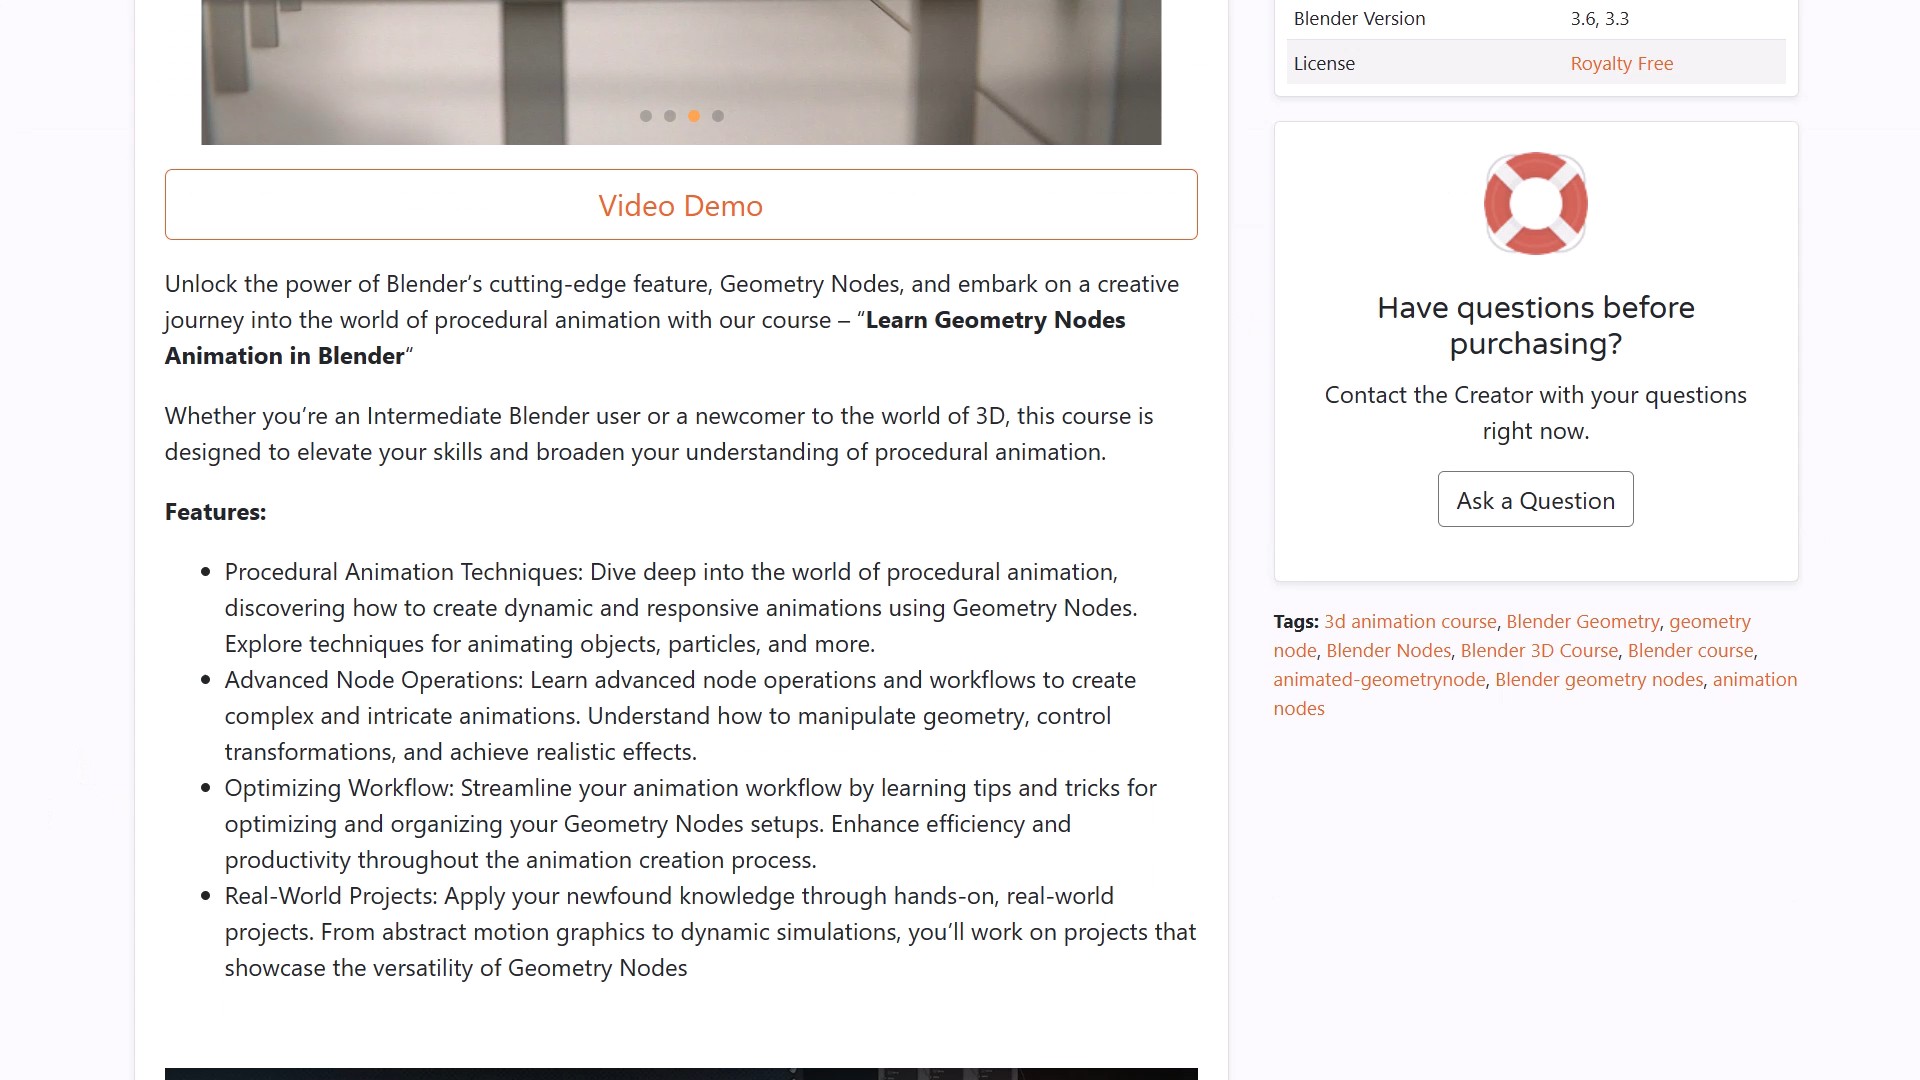 Video Demo
Unlock the power of Blender’s cutting-edge feature, Geometry Nodes, and embark on a creative
journey into the world of procedural animation with our course – “Learn Geometry Nodes
Animation in Blender“
Whether you’re an Intermediate Blender user or a newcomer to the world of 3D, this course is
designed to elevate your skills and broaden your understanding of procedural animation.
Features:
Procedural Animation Techniques: Dive deep into the world of procedural animation,
discovering how to create dynamic and responsive animations using Geometry Nodes.
Explore techniques for animating objects, particles, and more.
Advanced Node Operations: Learn advanced node operations and workflows to create
complex and intricate animations. Understand how to manipulate geometry, control
transformations, and achieve realistic effects.
Optimizing Workflow: Streamline your animation workflow by learning tips and tricks for
optimizing and organizing your Geometry Nodes setups. Enhance efficiency and
productivity throughout the animation creation process.
Real-World Projects: Apply your newfound knowledge through hands-on, real-world
projects. From abstract motion graphics to dynamic simulations, you’ll work on projects that
showcase the versatility of Geometry Nodes
Blender Version 3.6, 3.3
License Royalty Free
Have questions before
purchasing?
Contact the Creator with your questions
right now.
Ask a Question
Tags: 3d animation course, Blender Geometry, geometry
node, Blender Nodes, Blender 3D Course, Blender course,
animated-geometrynode, Blender geometry nodes, animation
nodes